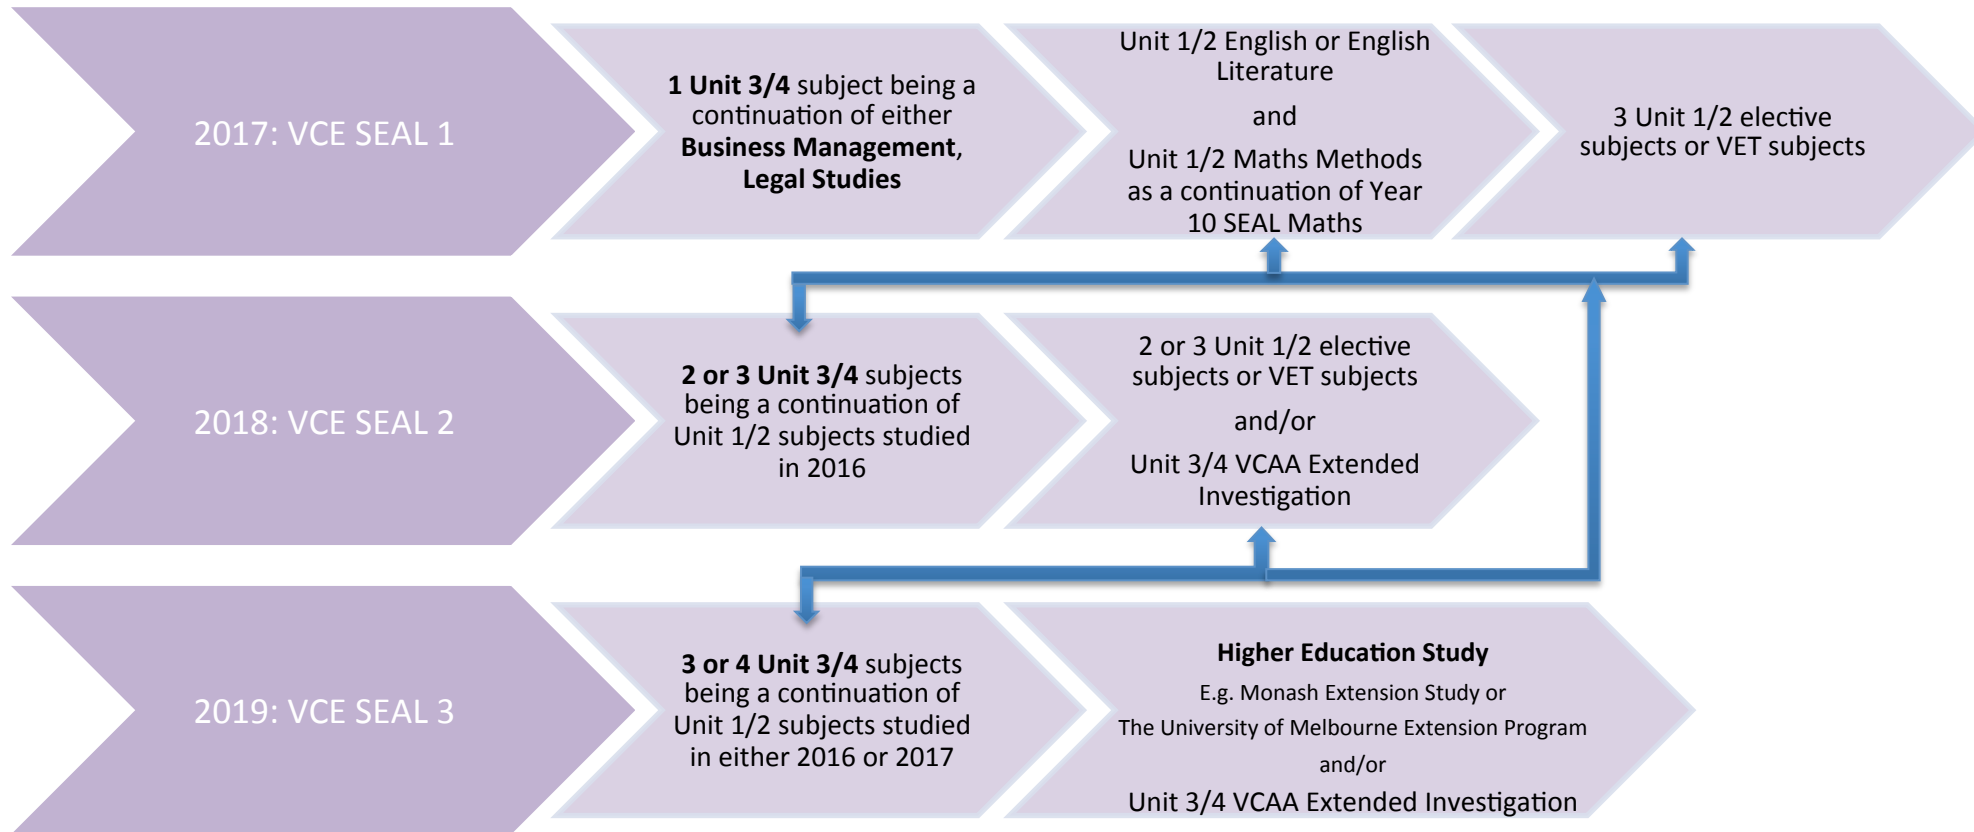 2017: VCE SEAL 1
1 Unit 3/4 subject being a
continuation of either
Business Management,
Legal Studies
Unit 1/2 English or English
Literature
and
Unit 1/2 Maths Methods
as a continuation of Year
10 SEAL Maths
3 Unit 1/2 elective
subjects or VET subjects
2018: VCE SEAL 2
2 or 3 Unit 3/4 subjects
being a continuation of
Unit 1/2 subjects studied
in 2016
2 or 3 Unit 1/2 elective
subjects or VET subjects
and/or
Unit 3/4 VCAA Extended
Investigation
2019: VCE SEAL 3
3 or 4 Unit 3/4 subjects
being a continuation of
Unit 1/2 subjects studied
in either 2016 or 2017
Higher Education Study
E.g. Monash Extension Study or
The University of Melbourne Extension Program
and/or
Unit 3/4 VCAA Extended Investigation